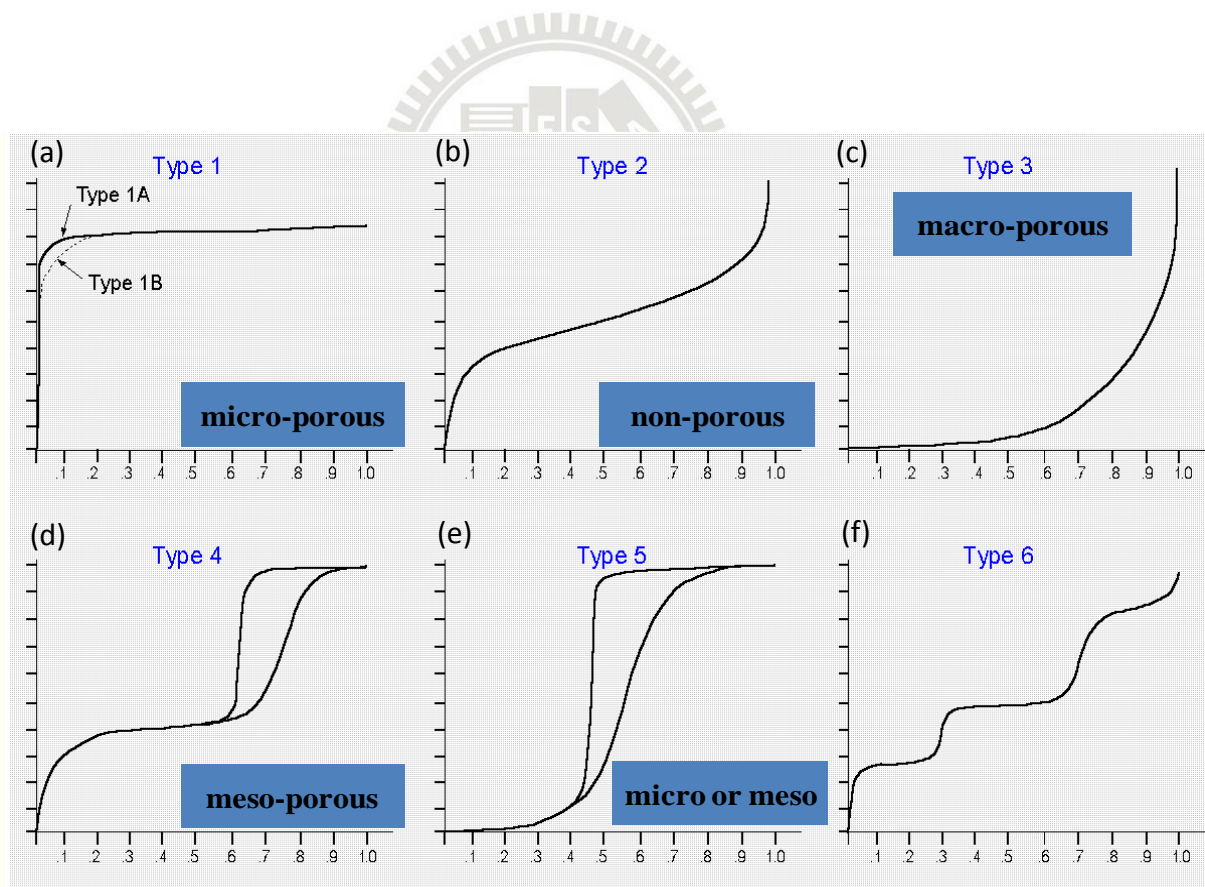 ES
(a)
Type 1
Type 1A
Type 1B
micro-porous
.1 .2 .3 .4 .5 .6 .7 .8 .9 1.0
(b)
Type 2
non-porous
.1 .2 .3 .4 .5 .6 .7 .8 .9 1.0
(c)
Type 3
macro-porous
.1 .2 .3 .4 .5 .6 .7 .8 .9 1.0
(d)
Type 4
meso-porous
.1 .2 .3 .4 .5 .6 .7 .8 .9 1.0
(e)
Type 5
micro or meso
.1 .2 .3 .4 .5 .6 .7 .8 .9 1.0
(f)
Type 6
.1 .2 .3 .4 .5 .6 .7 .8 .9 1.0